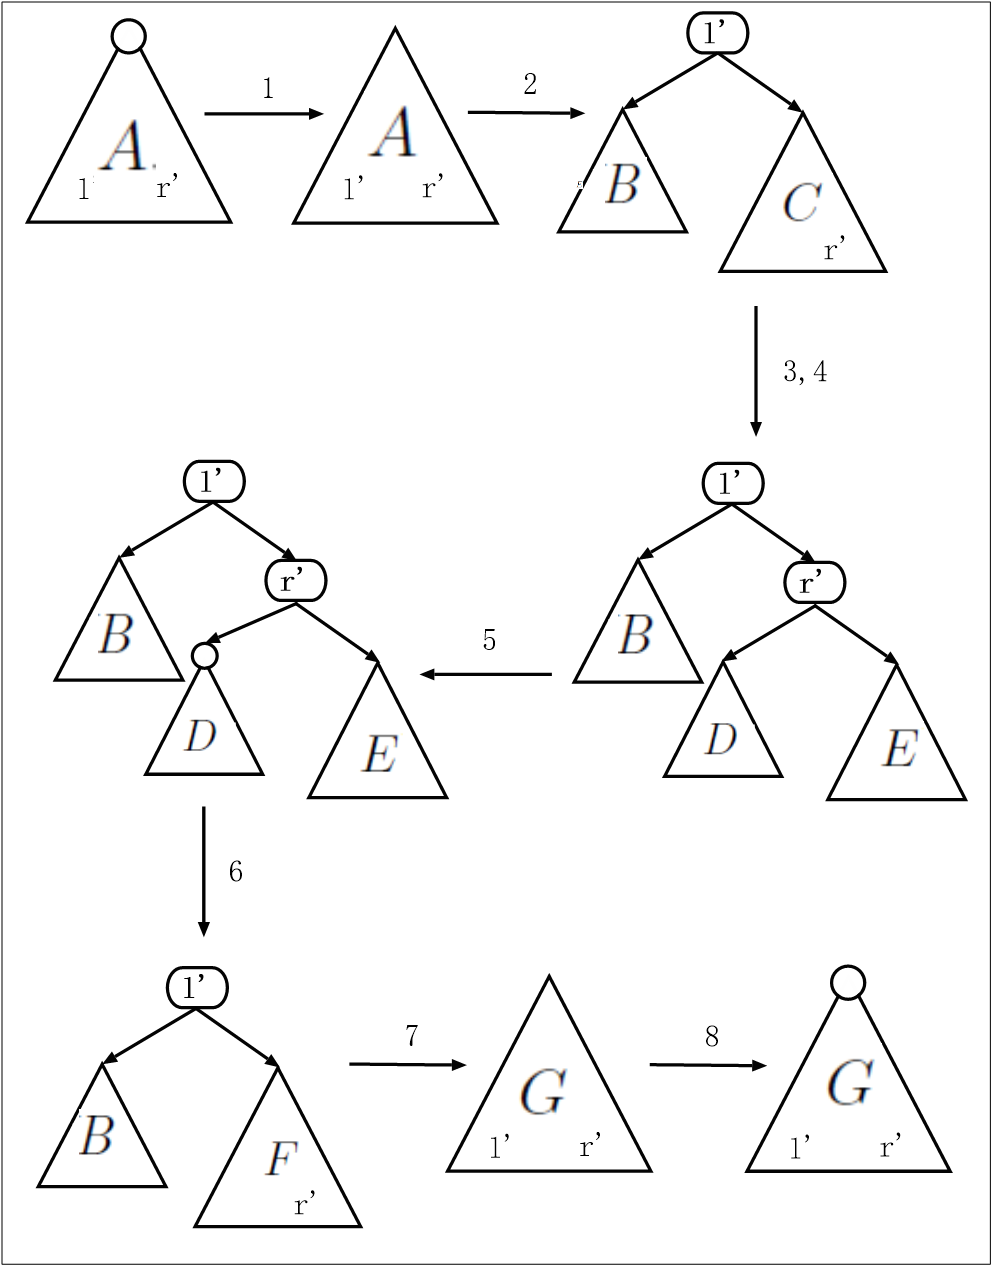 A A l'
1 2
l' r' l' r' B C
r'
3,4
l' l'
r' r'
B B
5
D E D E
6
l'
7 8
B F G G
r' l' r' l' r'